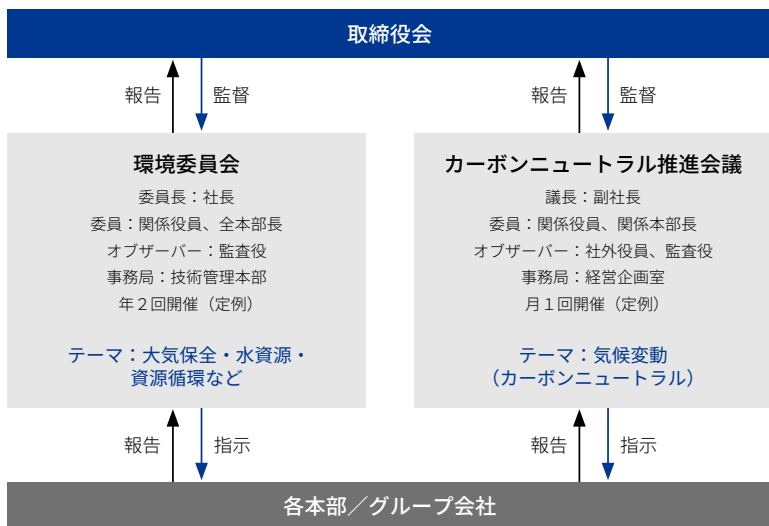 取締役会
報告
監督
報告
監督
環境委員会
委員長：社長
委員：関係役員、全本部長
オブザーバー：監査役
事務局：技術管理本部
年２回開催（定例）
テーマ：大気保全・水資源・
資源循環など
カーボンニュートラル推進会議
議長：副社長
委員：関係役員、関係本部長
オブザーバー：社外役員、監査役
事務局：経営企画室
月１回開催（定例）
テーマ：気候変動
（カーボンニュートラル）
報告
指示
報告
指示
各本部／グループ会社